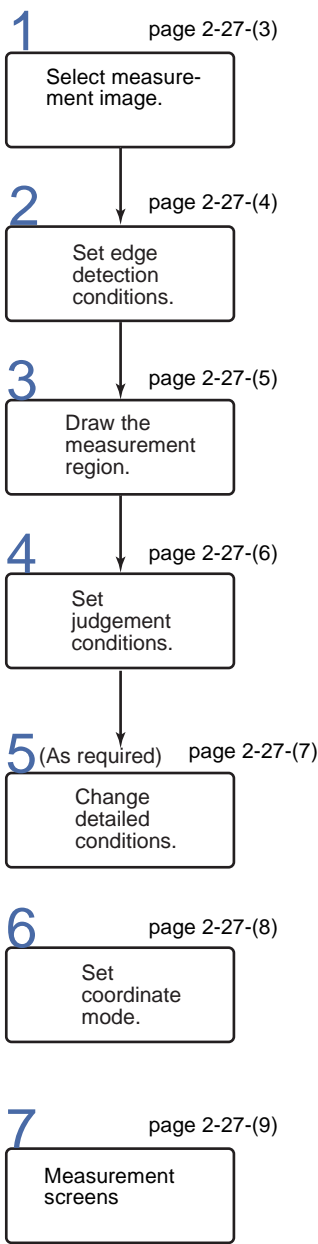 1 page 2-27-(3)
Select measure-
ment image.
2 page 2-27-(4)
Set edge
detection
conditions.
3 page 2-27-(5)
Draw the
measurement
region.
4 page 2-27-(6)
Set
judgement
conditions.
5 (As required) page 2-27-(7)
Change
detailed
conditions.
6 page 2-27-(8)
Set
coordinate
mode.
7 page 2-27-(9)
Measurement
screens